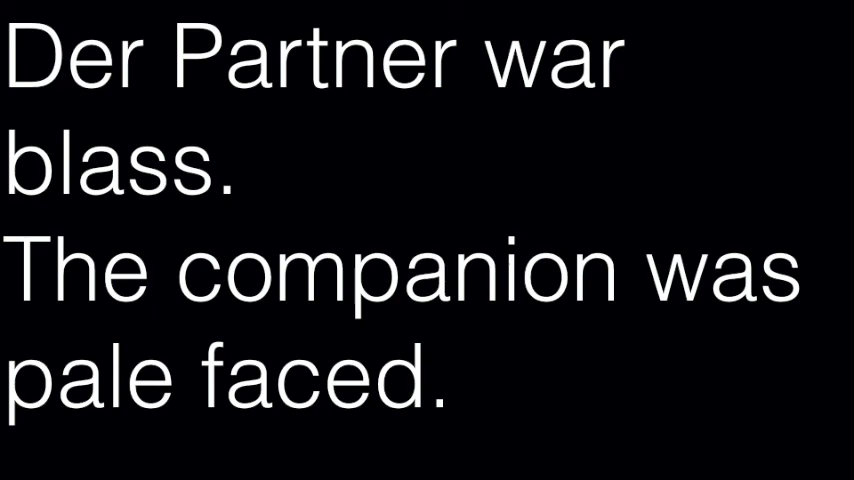 Der Partner war
blass.
The companion was
pale faced.